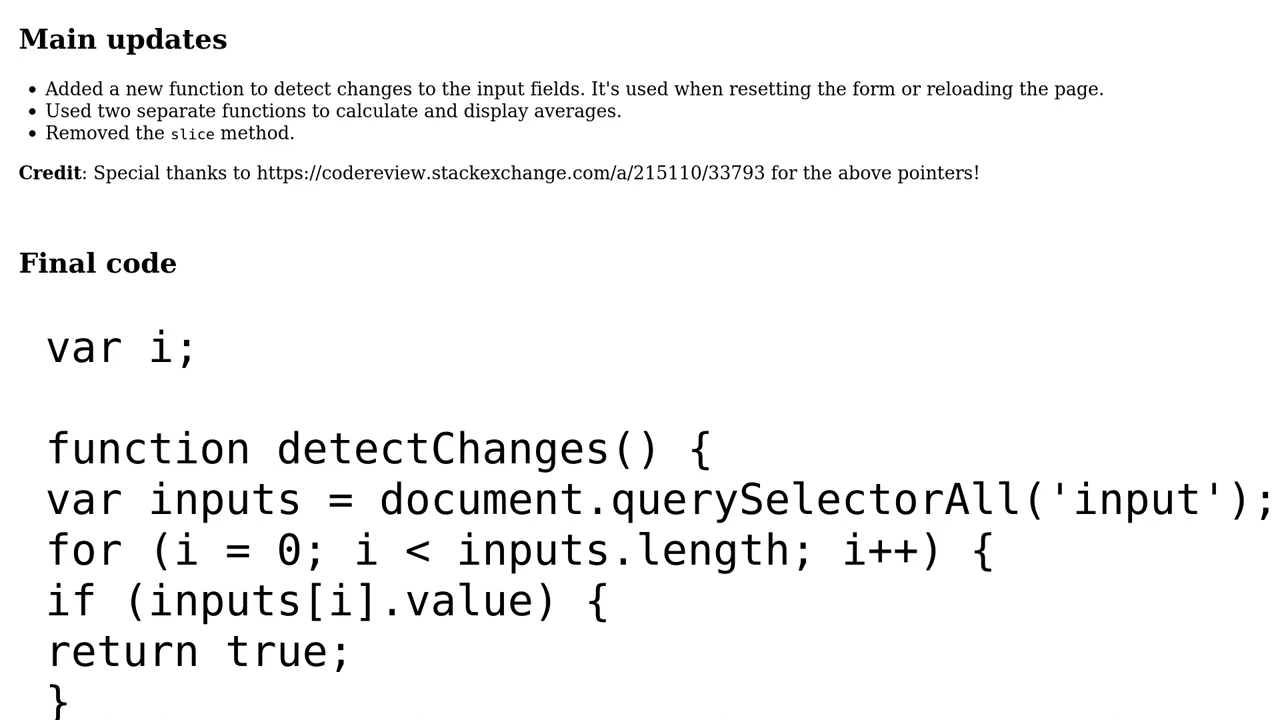 Main updates
• Added a new function to detect changes to the input fields. It's used when resetting the form or reloading the page.
• Used two separate functions to calculate and display averages.
• Removed the slice method.
Credit: Special thanks to https://codereview.stackexchange.com/a/215110/33793 for the above pointers!
Final code
var i;
function detectChanges() {
var inputs = document.querySelectorAll('input');
for (i = 0; i < inputs.length; i++) {
if (inputs[i].value) {
return true;
}